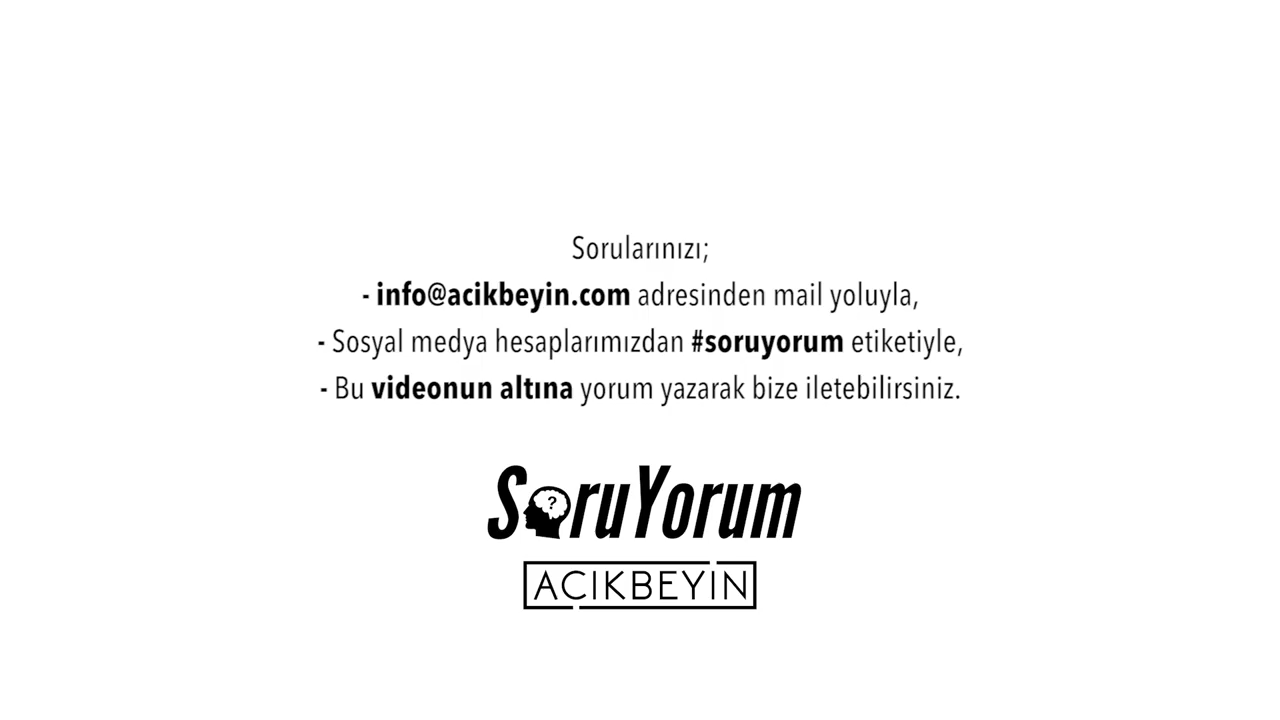 Sorularınızı;
- info@acikbeyin.com adresinden mail yoluyla,
- Sosyal medya hesaplarımızdan #soruyorum etiketiyle,
- Bu videonun altına yorum yazarak bize iletebilirsiniz.
SoruYorum
AÇIKBEYİN